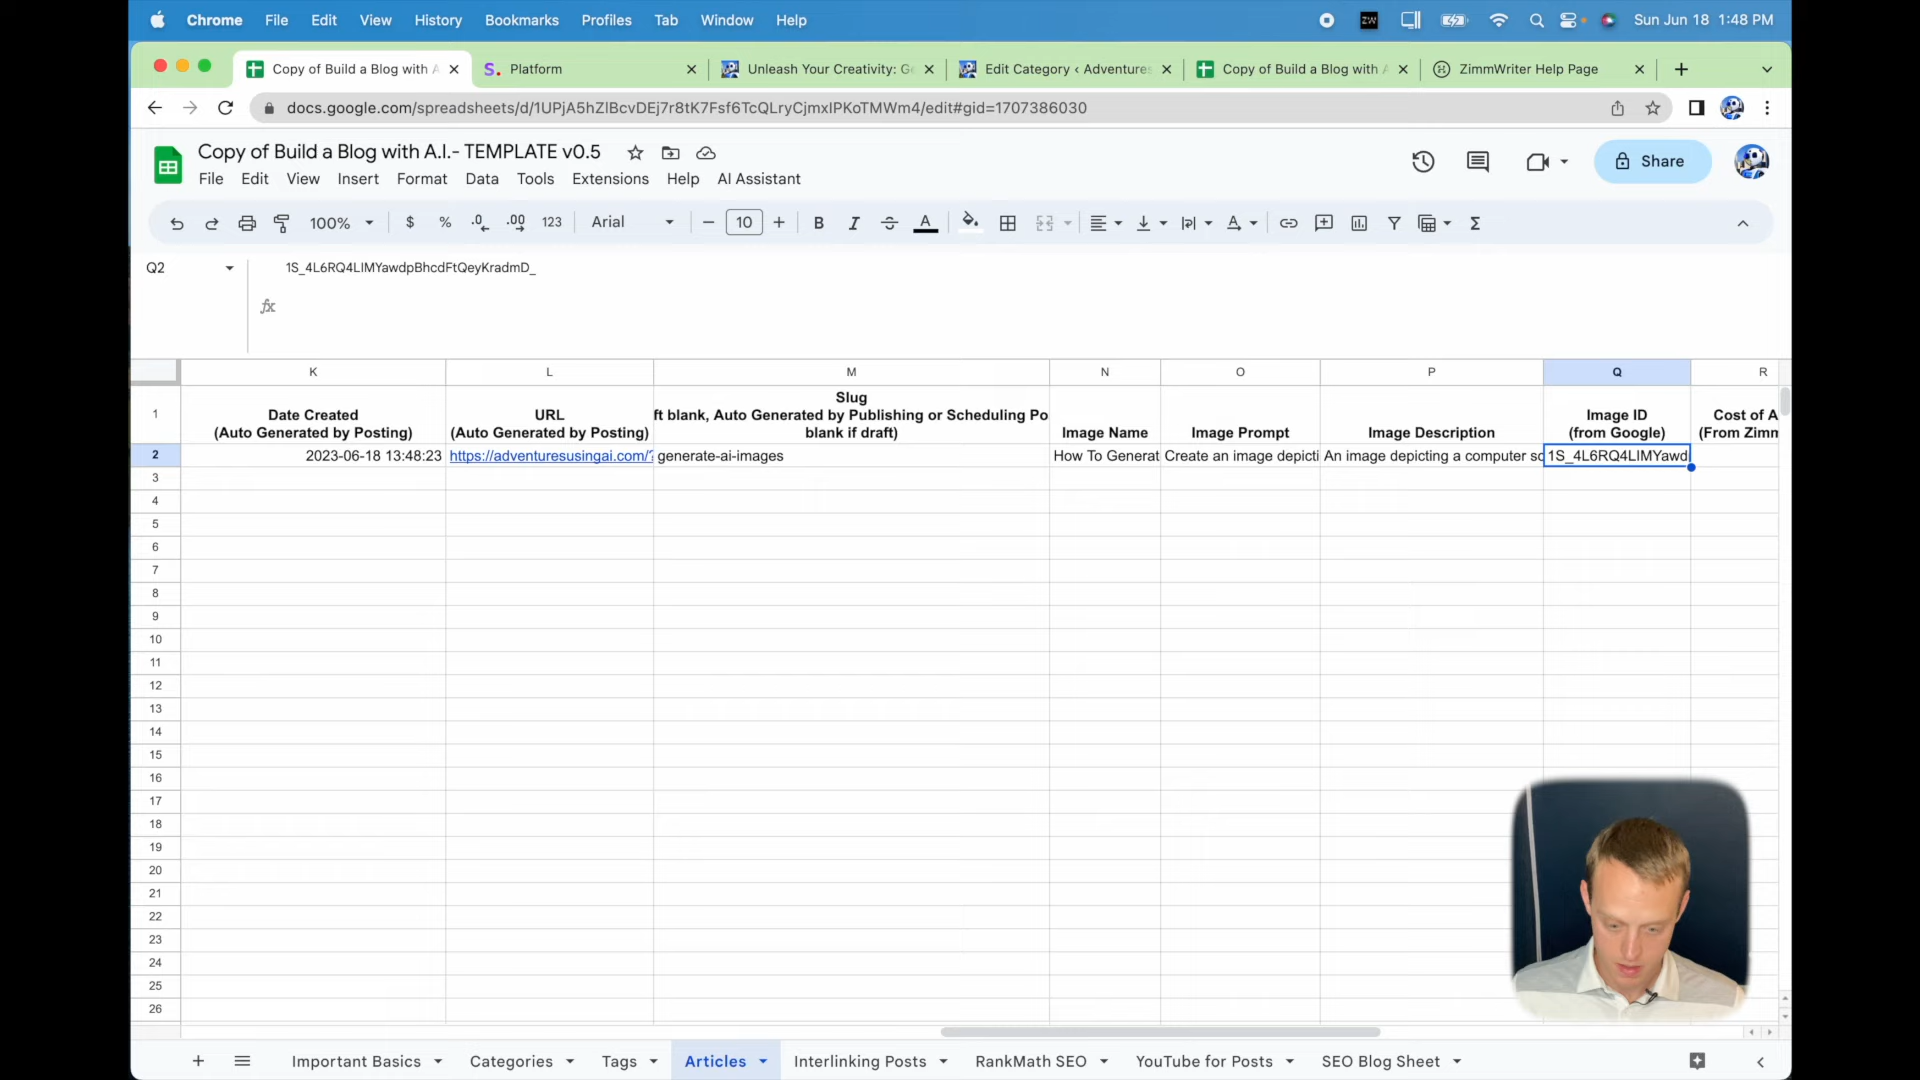 Chrome File Edit View History Bookmarks Profiles Tab Window Help
ZW
Sun Jun 18 1:48 PM
Copy of Build a Blog with A
S. Platform
Unleash Your Creativity: Ge
Edit Category ‹ Adventures
Copy of Build a Blog with A
ZimmWriter Help Page
docs.google.com/spreadsheets/d/1UPjA5hZlBcvDEj7r8tK7Fsf6TcQLryCjmxIPKoTMWm4/edit#gid=1707386030
Copy of Build a Blog with A.I.- TEMPLATE v0.5
Share
File Edit View Insert Format Data Tools Extensions Help AI Assistant
100% $ % .0 .00 123 Arial 10 B I S A
Q2
1S_4L6RQ4LIMYawdpBhcdFtQeyKradmD_
fx
K L M N O P Q R
1
Date Created
(Auto Generated by Posting)
URL
(Auto Generated by Posting)
Slug
ft blank, Auto Generated by Publishing or Scheduling Po
blank if draft)
Image Name
Image Prompt
Image Description
Image ID
(from Google)
Cost of A
(From Zimm
2 2023-06-18 13:48:23 https://adventuresusingai.com/? generate-ai-images How To Generat Create an image depicti An image depicting a computer sc 1S_4L6RQ4LIMYawd
3
4
5
6
7
8
9
10
11
12
13
14
15
16
17
18
19
20
21
22
23
24
25
26
Important Basics Categories Tags Articles Interlinking Posts RankMath SEO YouTube for Posts SEO Blog Sheet